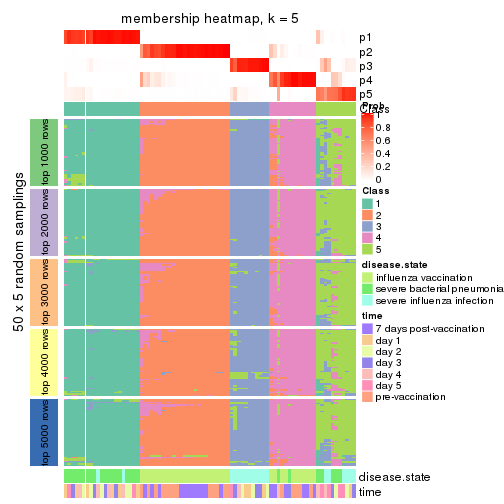 membership heatmap, k = 5
p1
p2
p3
p4
p5
Prob
Class
1
0.8
0.6
0.4
0.2
0
50 x 5 random samplings
top 1000 rows
top 2000 rows
top 3000 rows
top 4000 rows
top 5000 rows
Class
1
2
3
4
5
disease.state
influenza vaccination
severe bacterial pneumonia
severe influenza infection
time
7 days post-vaccination
day 1
day 2
day 3
day 4
day 5
pre-vaccination
disease.state
time